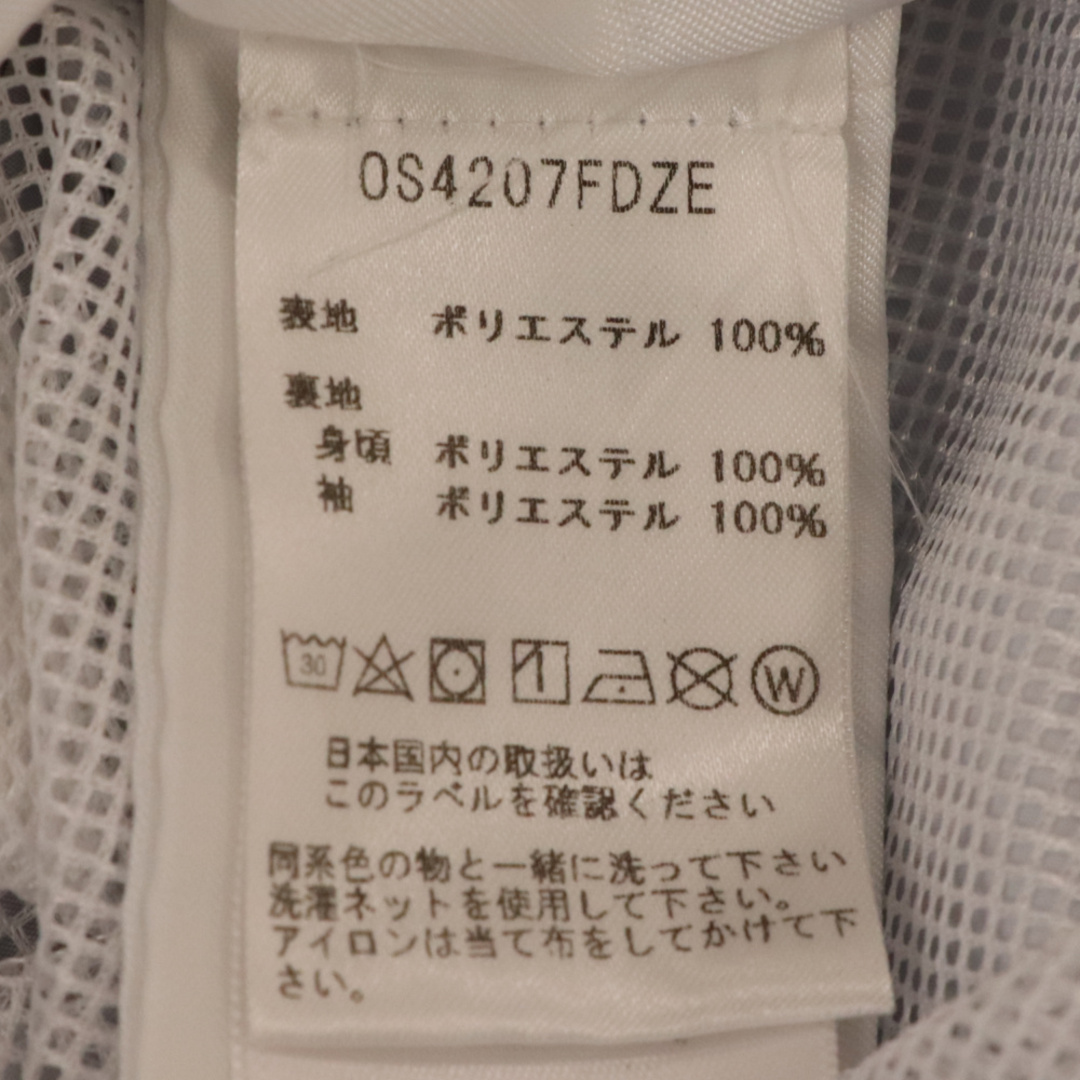 OS4207FDZE
表地 ポリエステル 100%
裏地
身頃 ポリエステル 100%
袖 ポリエステル 100%
30 1 W
日本国内の取扱いは
このラベルを確認ください
同系色の物と一緒に洗って下さい
洗濯ネットを使用して下さい。
アイロンは当て布をしてかけて下
さい。